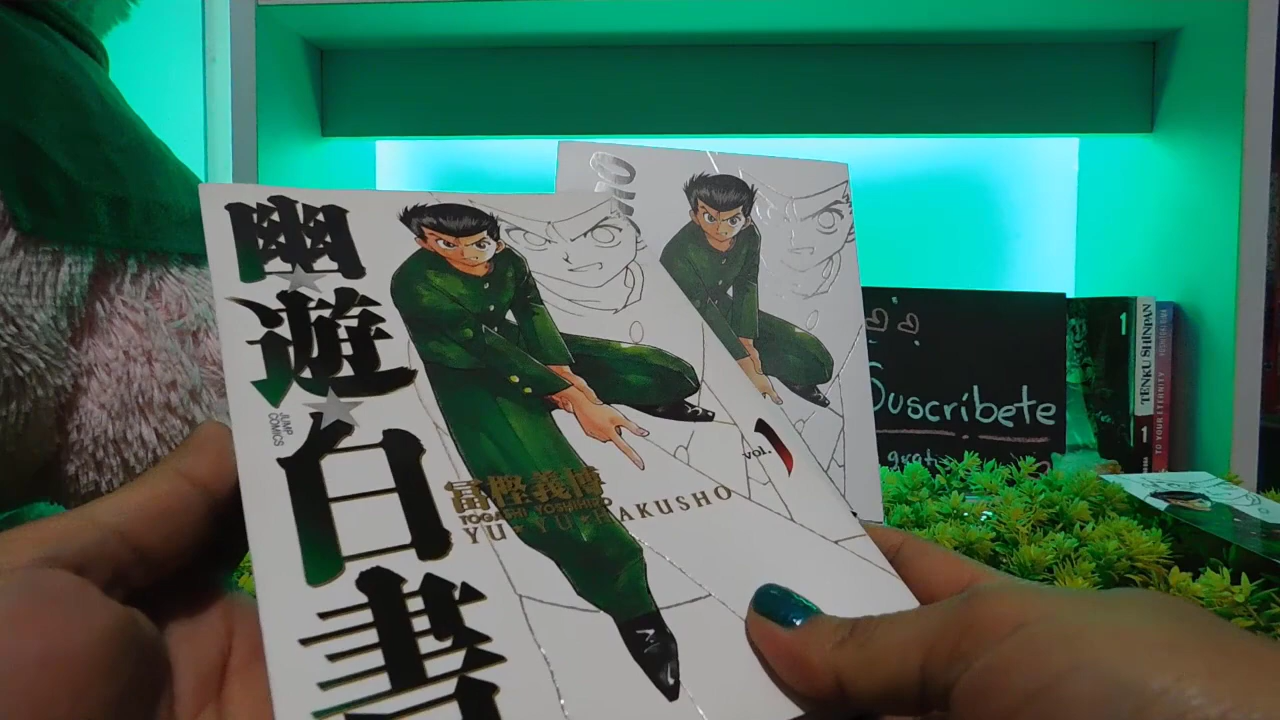 幽☆遊☆白書
JUMP
COMICS
冨樫義博
TOGASHI YOSHIHIRO
YU☆YU☆HAKUSHO
vol. 1
Suscríbete
1
TENKU SHINPAN
1
TO YOUR ETERNITY